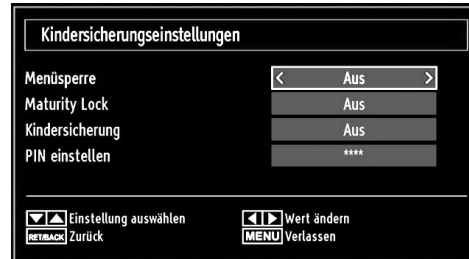 Kindersicherungseinstellungen
Menüsperre < Aus >
Maturity Lock Aus
Kindersicherung Aus
PIN einstellen ****
Einstellung auswählen Wert ändern
RET/BACK Zurück MENU Verlassen